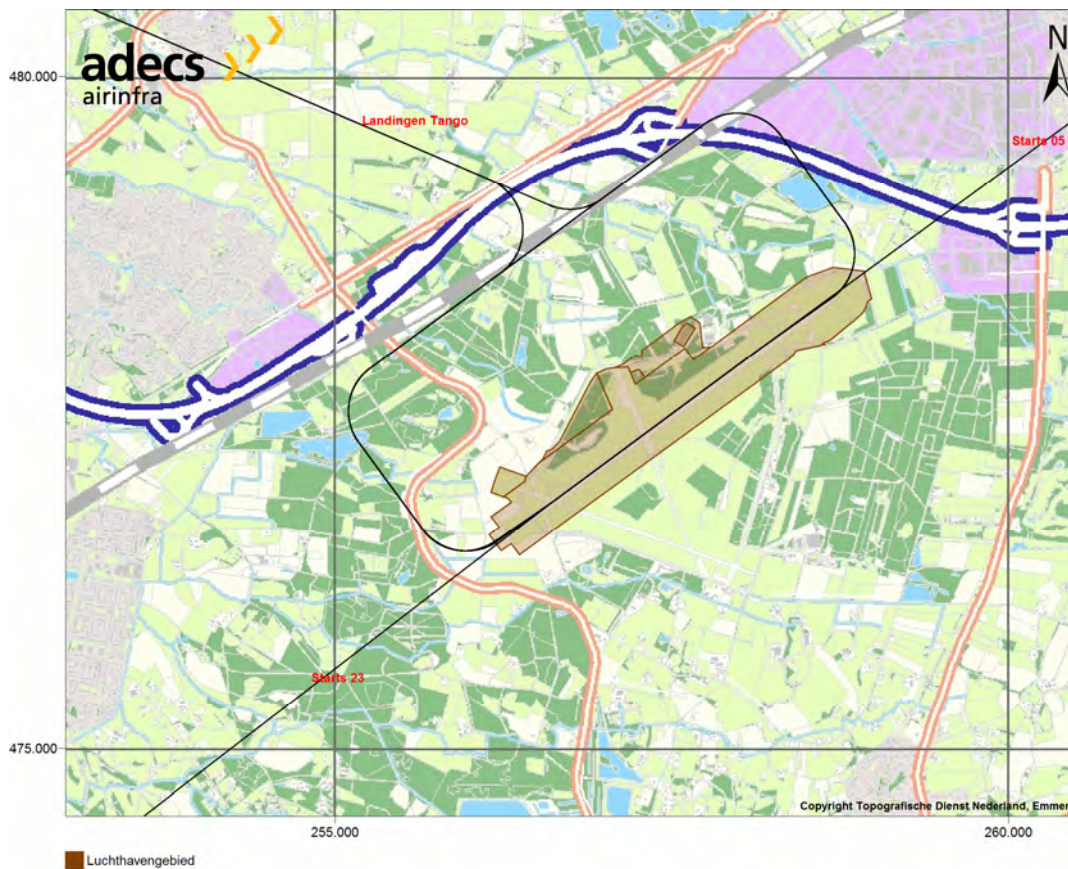 adecs
airinfra
N
480.000
Landingen Tango
Starts 05
Starts 23
475.000
Copyright Topografische Dienst Nederland, Emmen
255.000
260.000
Luchthavengebied